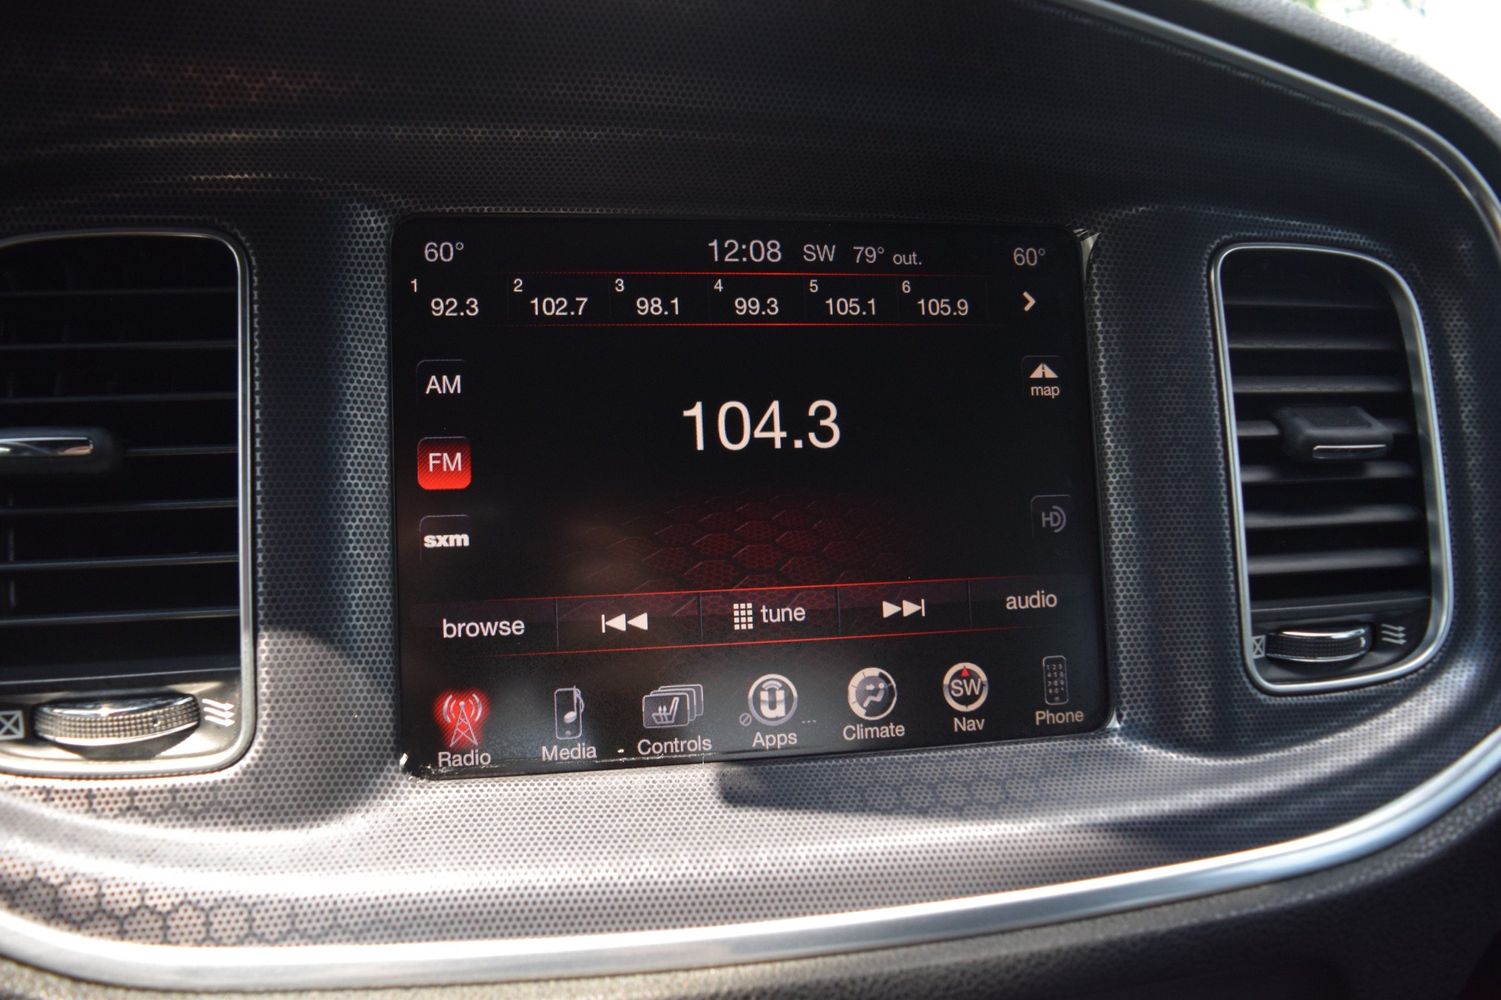 60° 12:08 SW 79° out. 60°
1 92.3 2 102.7 3 98.1 4 99.3 5 105.1 6 105.9
AM
map
104.3
FM
sxm
HD
browse tune audio
SW
Radio Media Controls Apps Climate Nav Phone